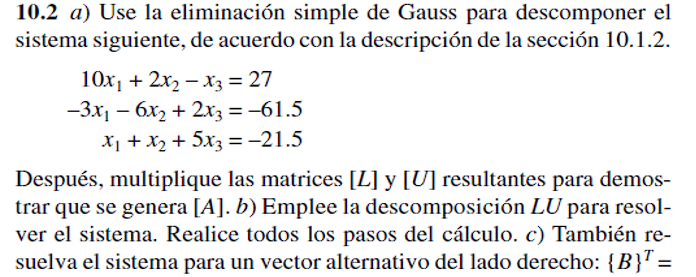 10.2 a) Use la eliminación simple de Gauss para descomponer el
sistema siguiente, de acuerdo con la descripción de la sección 10.1.2.
10x₁ + 2x₂ – x₃ = 27
–3x₁ – 6x₂ + 2x₃ = –61.5
x₁ + x₂ + 5x₃ = –21.5
Después, multiplique las matrices [L] y [U] resultantes para demos-
trar que se genera [A]. b) Emplee la descomposición LU para resol-
ver el sistema. Realice todos los pasos del cálculo. c) También re-
suelva el sistema para un vector alternativo del lado derecho: {B}ᵀ =